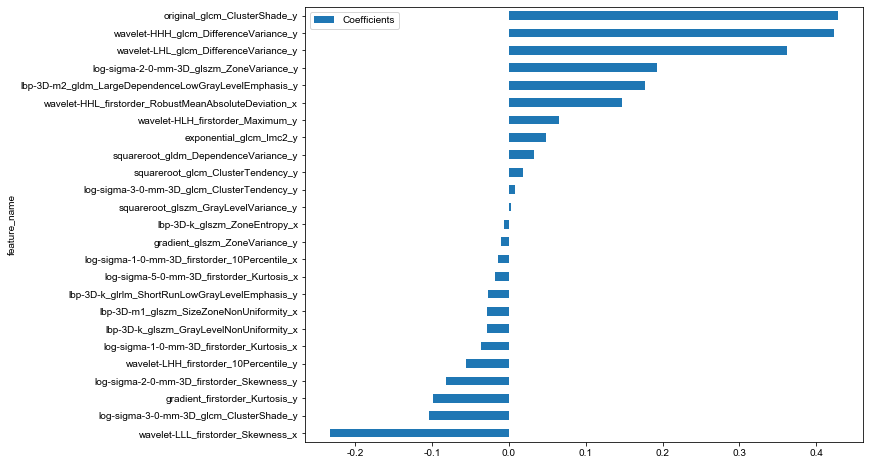 Coefficients
feature_name
original_glcm_ClusterShade_y
wavelet-HHH_glcm_DifferenceVariance_y
wavelet-LHL_glcm_DifferenceVariance_y
log-sigma-2-0-mm-3D_glszm_ZoneVariance_y
lbp-3D-m2_gldm_LargeDependenceLowGrayLevelEmphasis_y
wavelet-HHL_firstorder_RobustMeanAbsoluteDeviation_x
wavelet-HLH_firstorder_Maximum_y
exponential_glcm_Imc2_y
squareroot_gldm_DependenceVariance_y
squareroot_glcm_ClusterTendency_y
log-sigma-3-0-mm-3D_glcm_ClusterTendency_y
squareroot_glszm_GrayLevelVariance_y
lbp-3D-k_glszm_ZoneEntropy_x
gradient_glszm_ZoneVariance_y
log-sigma-1-0-mm-3D_firstorder_10Percentile_x
log-sigma-5-0-mm-3D_firstorder_Kurtosis_x
lbp-3D-k_glrlm_ShortRunLowGrayLevelEmphasis_y
lbp-3D-m1_glszm_SizeZoneNonUniformity_x
lbp-3D-k_glszm_GrayLevelNonUniformity_x
log-sigma-1-0-mm-3D_firstorder_Kurtosis_x
wavelet-LHH_firstorder_10Percentile_y
log-sigma-2-0-mm-3D_firstorder_Skewness_y
gradient_firstorder_Kurtosis_y
log-sigma-3-0-mm-3D_glcm_ClusterShade_y
wavelet-LLL_firstorder_Skewness_x
-0.2 -0.1 0.0 0.1 0.2 0.3 0.4